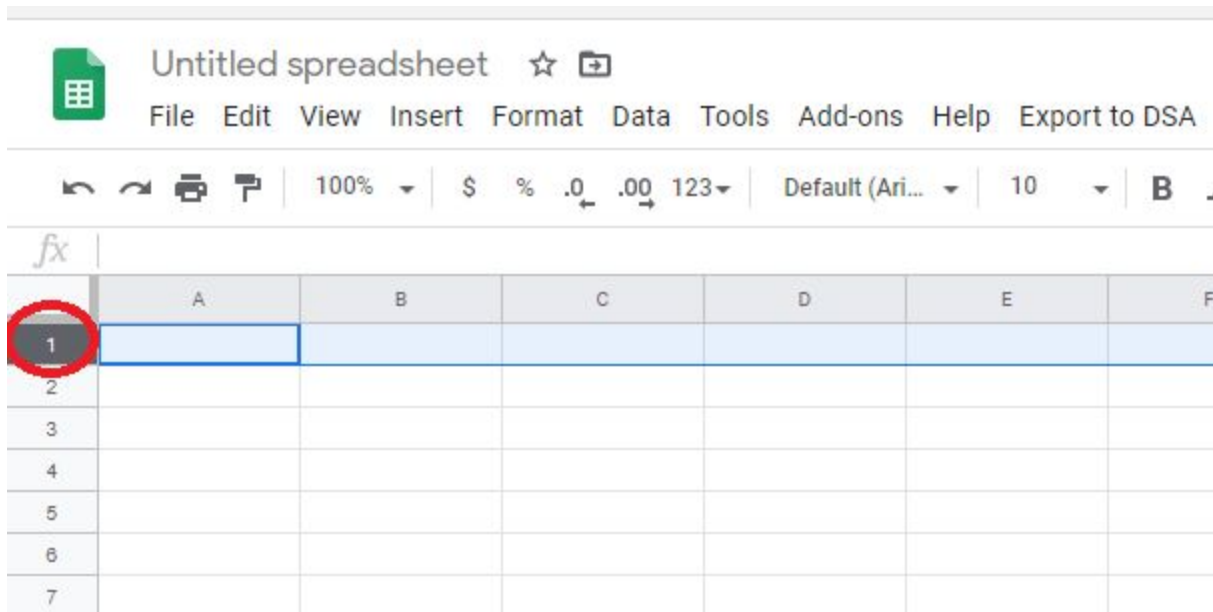 Untitled spreadsheet
File Edit View Insert Format Data Tools Add-ons Help Export to DSA
100% $ % .0 .00 123 Default (Ari... 10 B
fx
A B C D E F
1
2
3
4
5
6
7